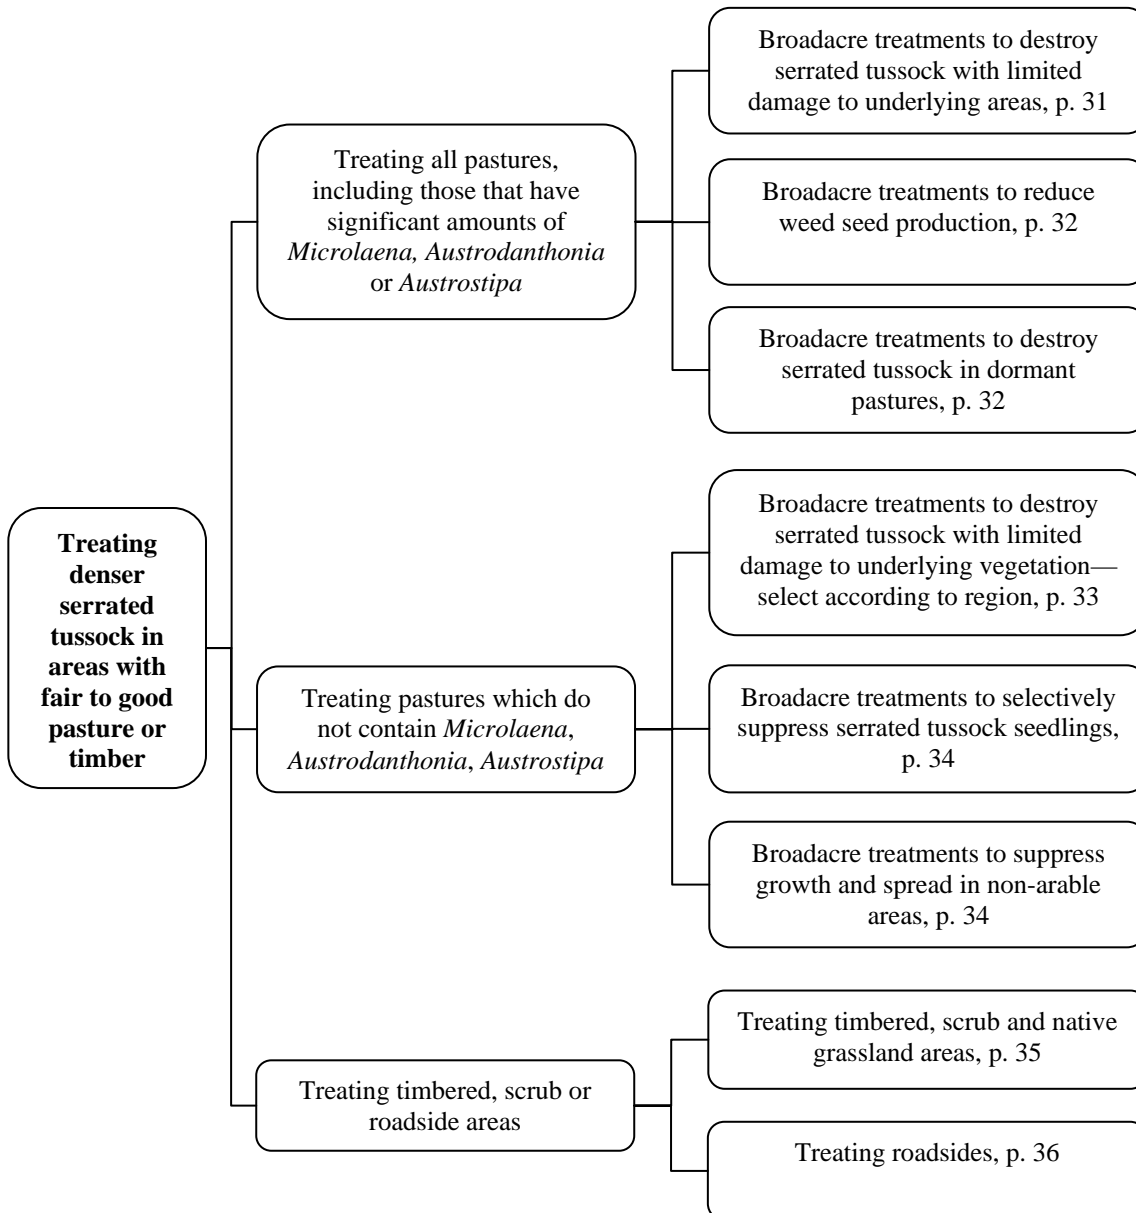 Treating
denser
serrated
tussock in
areas with
fair to good
pasture or
timber
Treating all pastures,
including those that have
significant amounts of
Microlaena, Austrodanthonia
or Austrostipa
Broadacre treatments to destroy
serrated tussock with limited
damage to underlying areas, p. 31
Broadacre treatments to reduce
weed seed production, p. 32
Broadacre treatments to destroy
serrated tussock in dormant
pastures, p. 32
Treating pastures which do
not contain Microlaena,
Austrodanthonia, Austrostipa
Broadacre treatments to destroy
serrated tussock with limited
damage to underlying vegetation—
select according to region, p. 33
Broadacre treatments to selectively
suppress serrated tussock seedlings,
p. 34
Broadacre treatments to suppress
growth and spread in non-arable
areas, p. 34
Treating timbered, scrub or
roadside areas
Treating timbered, scrub and native
grassland areas, p. 35
Treating roadsides, p. 36